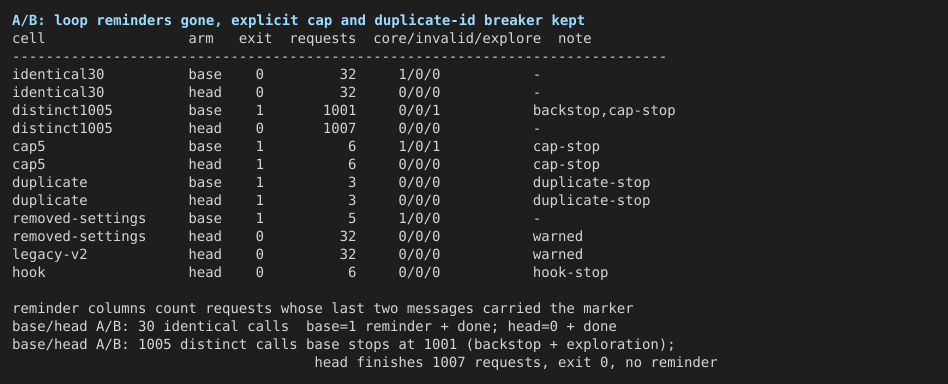 A/B: loop reminders gone, explicit cap and duplicate-id breaker kept
cell                 arm   exit  requests  core/invalid/explore  note
------------------------------------------------------------------------------
identical30          base   0         32     1/0/0           -
identical30          head   0         32     0/0/0           -
distinct1005         base   1       1001     0/0/1           backstop,cap-stop
distinct1005         head   0       1007     0/0/0           -
cap5                 base   1          6     1/0/1           cap-stop
cap5                 head   1          6     0/0/0           cap-stop
duplicate            base   1          3     0/0/0           duplicate-stop
duplicate            head   1          3     0/0/0           duplicate-stop
removed-settings     base   1          5     1/0/0           -
removed-settings     head   0         32     0/0/0           warned
legacy-v2            head   0         32     0/0/0           warned
hook                 head   0          6     0/0/0           hook-stop
reminder columns count requests whose last two messages carried the marker
base/head A/B: 30 identical calls  base=1 reminder + done; head=0 + done
base/head A/B: 1005 distinct calls base stops at 1001 (backstop + exploration);
head finishes 1007 requests, exit 0, no reminder